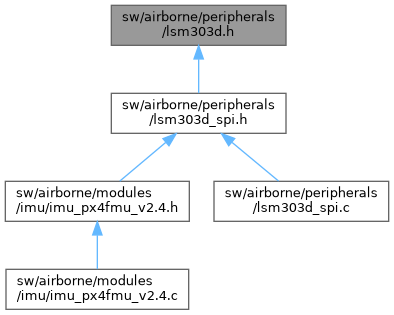 sw/airborne/peripherals
/lsm303d.h
sw/airborne/peripherals
/lsm303d_spi.h
sw/airborne/modules
/imu/imu_px4fmu_v2.4.h
sw/airborne/peripherals
/lsm303d_spi.c
sw/airborne/modules
/imu/imu_px4fmu_v2.4.c